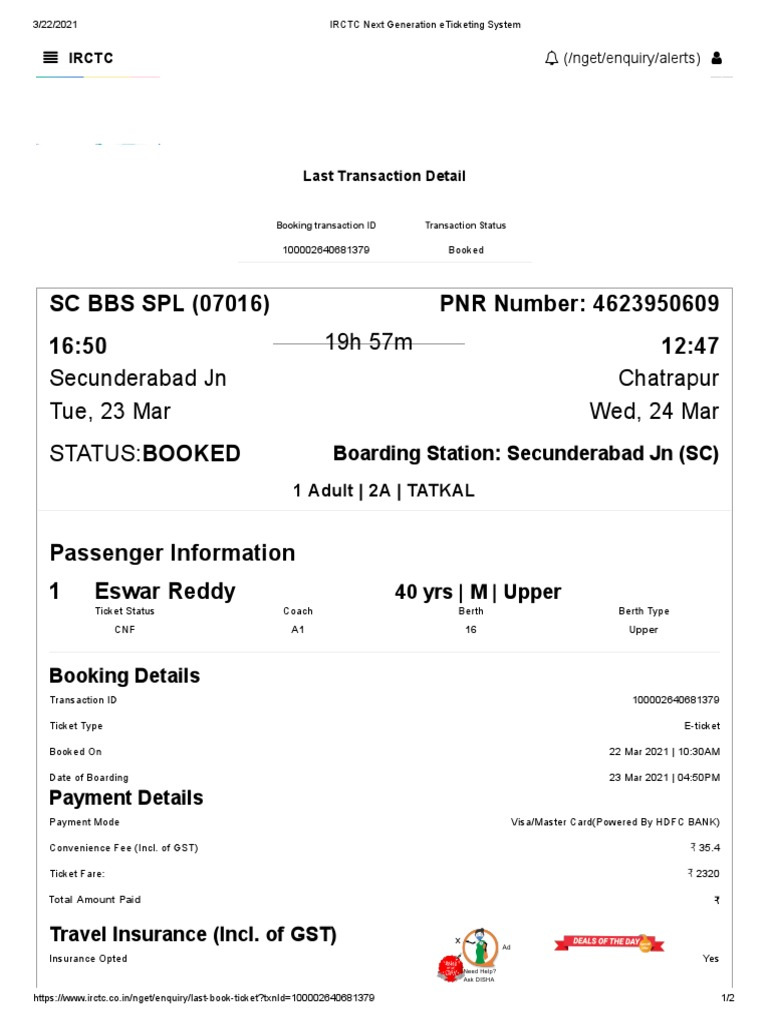 3/22/2021 IRCTC Next Generation eTicketing System
IRCTC (/nget/enquiry/alerts)
Last Transaction Detail
Booking transaction ID Transaction Status
100002640681379 Booked
SC BBS SPL (07016) PNR Number: 4623950609
16:50 19h 57m 12:47
Secunderabad Jn Chatrapur
Tue, 23 Mar Wed, 24 Mar
STATUS:BOOKED Boarding Station: Secunderabad Jn (SC)
1 Adult | 2A | TATKAL
Passenger Information
1 Eswar Reddy 40 yrs | M | Upper
Ticket Status Coach Berth Berth Type
CNF A1 16 Upper
Booking Details
Transaction ID 100002640681379
Ticket Type E-ticket
Booked On 22 Mar 2021 | 10:30AM
Date of Boarding 23 Mar 2021 | 04:50PM
Payment Details
Payment Mode Visa/Master Card(Powered By HDFC BANK)
Convenience Fee (Incl. of GST) ₹ 35.4
Ticket Fare: ₹ 2320
Total Amount Paid ₹
Travel Insurance (Incl. of GST)
X Ad DEALS OF THE DAY
Insurance Opted Yes
Need Help?
Ask DISHA
https://www.irctc.co.in/nget/enquiry/last-book-ticket?txnId=100002640681379 1/2